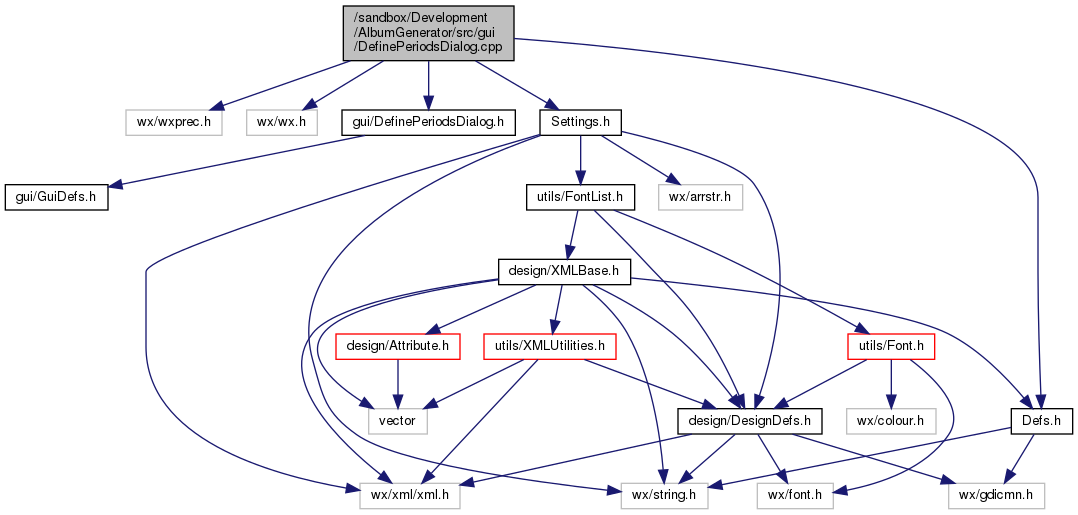 /sandbox/Development
/AlbumGenerator/src/gui
/DefinePeriodsDialog.cpp
wx/wxprec.h
wx/wx.h
gui/DefinePeriodsDialog.h
Settings.h
gui/GuiDefs.h
utils/FontList.h
wx/arrstr.h
design/XMLBase.h
design/Attribute.h
utils/XMLUtilities.h
utils/Font.h
vector
design/DesignDefs.h
wx/colour.h
Defs.h
wx/xml/xml.h
wx/string.h
wx/font.h
wx/gdicmn.h